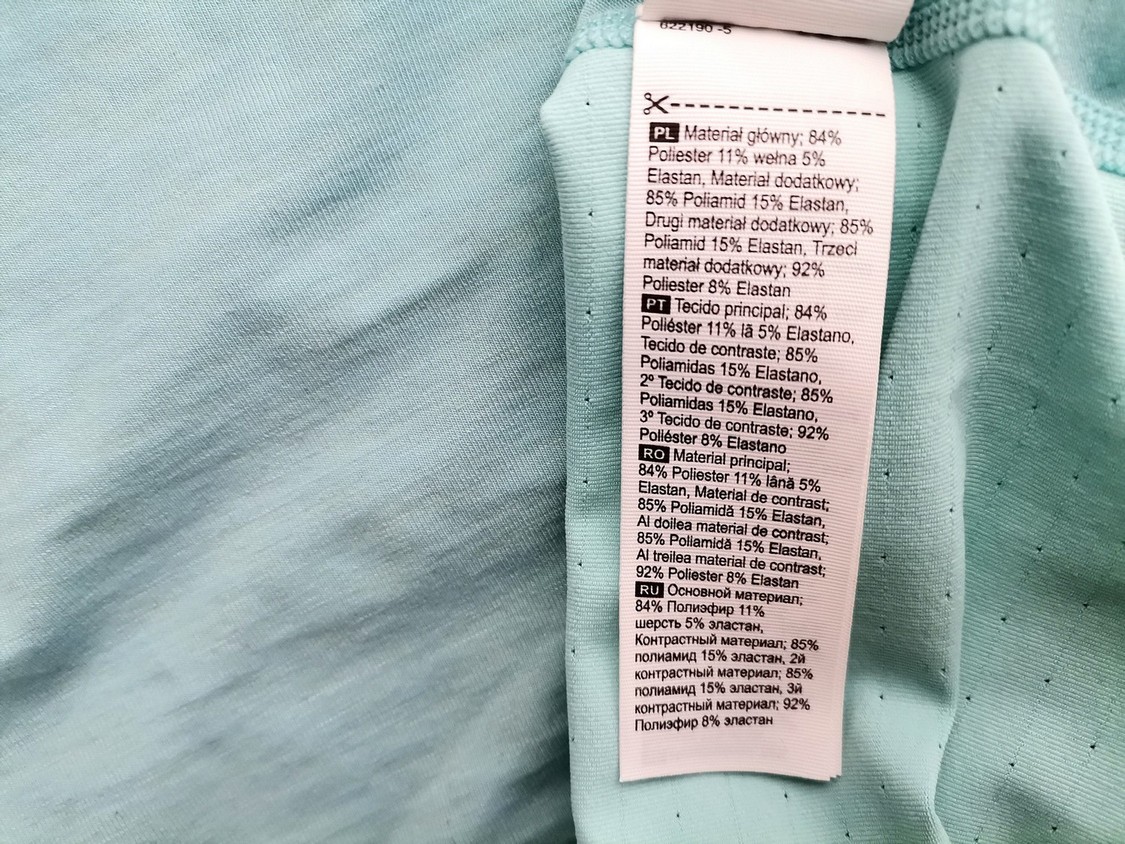 822190 -5
PL Materiał główny; 84%
Poliester 11% wełna 5%
Elastan, Materiał dodatkowy;
85% Poliamid 15% Elastan,
Drugi materiał dodatkowy; 85%
Poliamid 15% Elastan, Trzeci
materiał dodatkowy; 92%
Poliester 8% Elastan
PT Tecido principal; 84%
Poliéster 11% lã 5% Elastano,
Tecido de contraste; 85%
Poliamidas 15% Elastano,
2º Tecido de contraste; 85%
Poliamidas 15% Elastano,
3º Tecido de contraste; 92%
Poliéster 8% Elastano
RO Material principal;
84% Poliester 11% lână 5%
Elastan, Material de contrast;
85% Poliamidă 15% Elastan,
Al doilea material de contrast;
85% Poliamidă 15% Elastan,
Al treilea material de contrast;
92% Poliester 8% Elastan
RU Основной материал;
84% Полиэфир 11%
шерсть 5% эластан,
Контрастный материал; 85%
полиамид 15% эластан, 2й
контрастный материал; 85%
полиамид 15% эластан, 3й
контрастный материал; 92%
Полиэфир 8% эластан